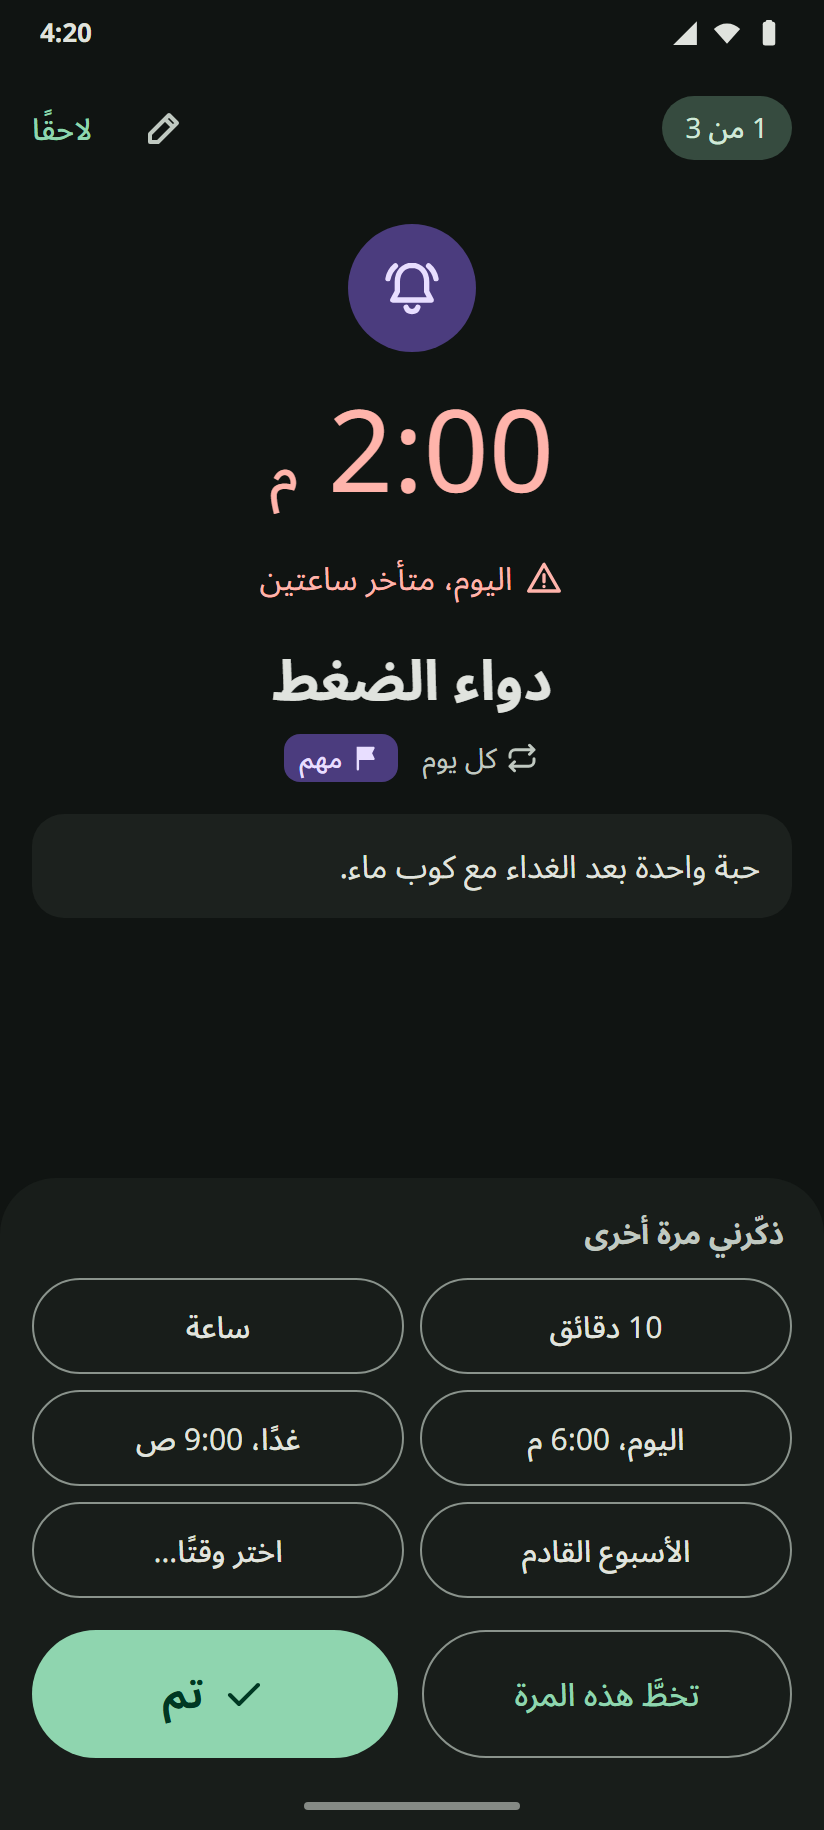 4:20
1 من 3
لاحقًا
2:00 م
اليوم، متأخر ساعتين
دواء الضغط
كل يوم
مهم
حبة واحدة بعد الغداء مع كوب ماء.
ذكّرني مرة أخرى
10 دقائق
ساعة
اليوم، 6:00 م
غدًا، 9:00 ص
الأسبوع القادم
اختر وقتًا...
تخطَّ هذه المرة
تم